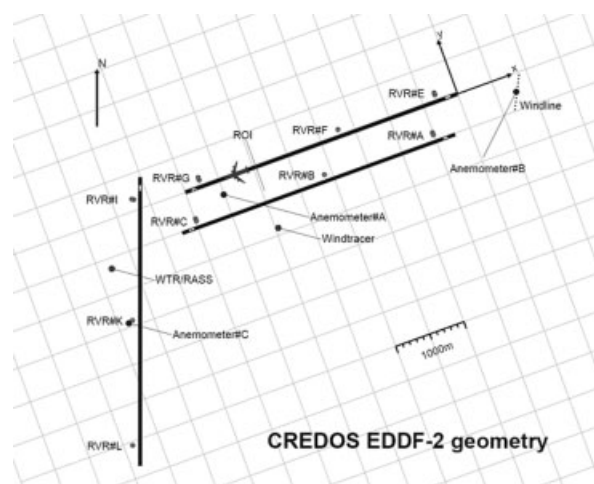 N
y
x
RVR#E
Windline
RVR#F
ROI
RVR#A
Anemometer#B
RVR#G
RVR#B
RVR#I
RVR#C
Anemometer#A
Windtracer
WTR/RASS
RVR#K
Anemometer#C
1000m
RVR#L
CREDOS EDDF-2 geometry